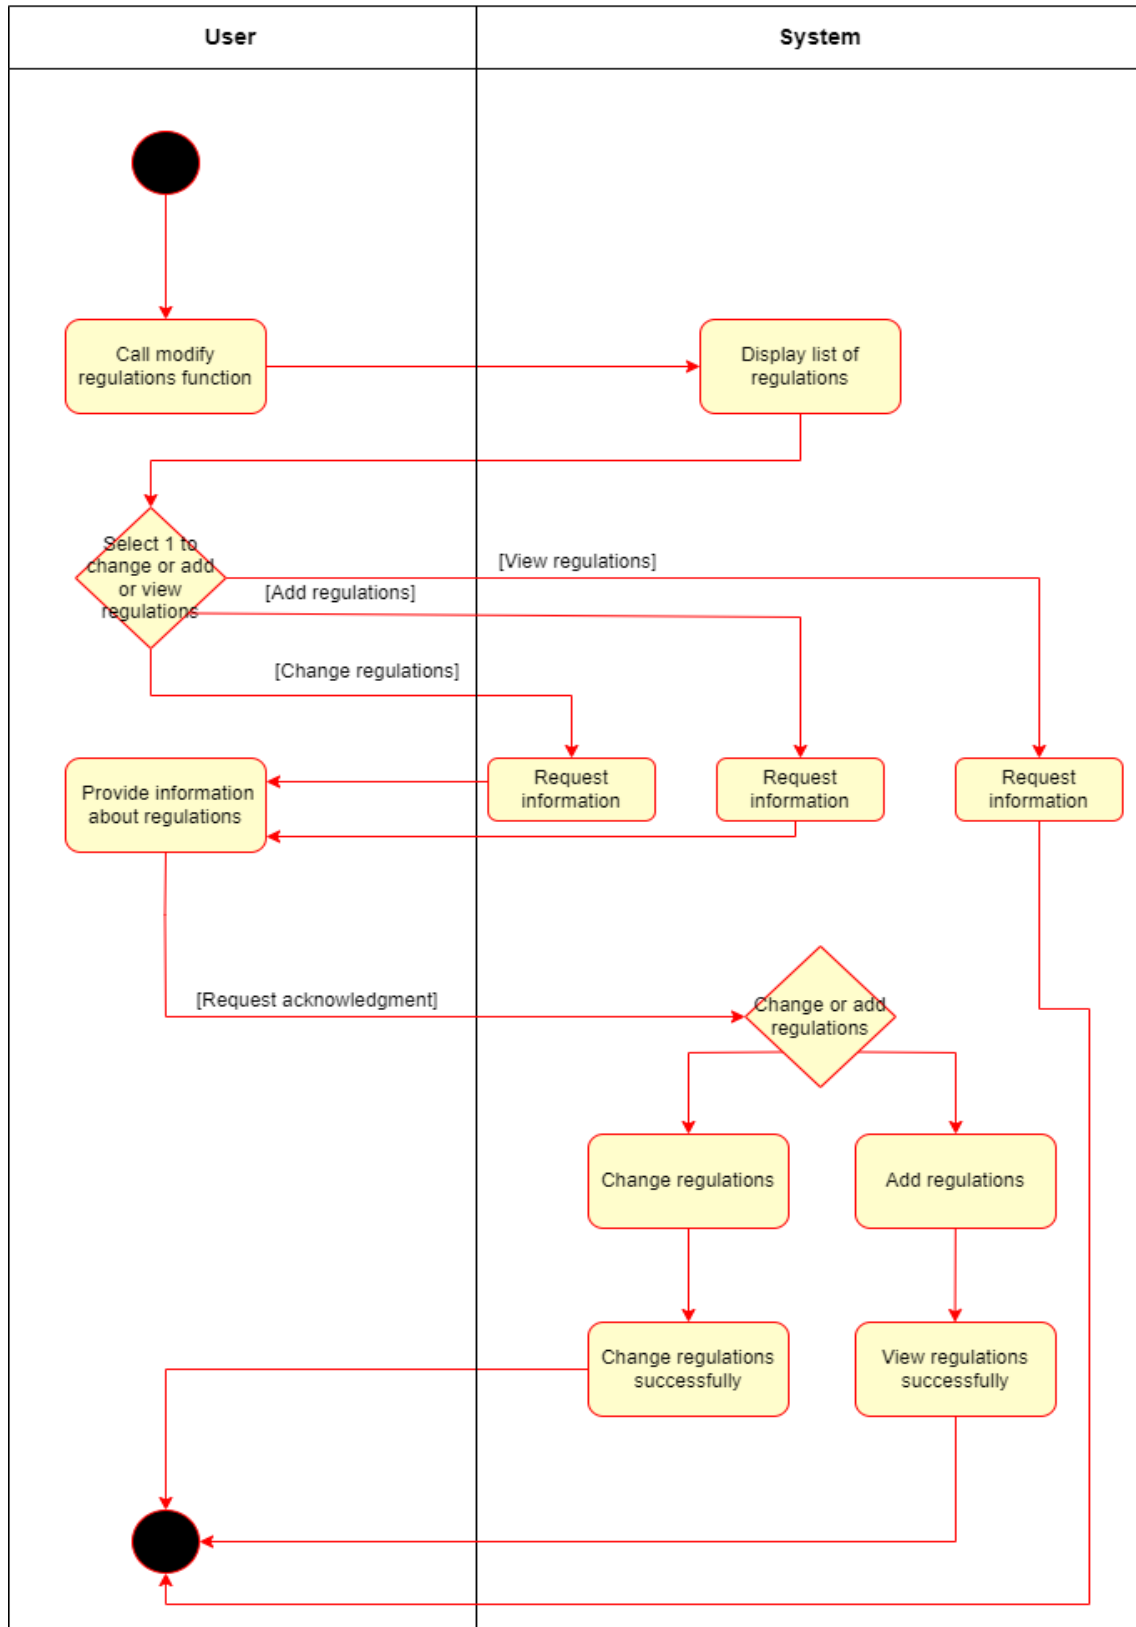 User
System
Call modify
regulations function
Display list of
regulations
Select 1 to
change or add
or view
regulations
[View regulations]
[Add regulations]
[Change regulations]
Provide information
about regulations
Request
information
Request
information
Request
information
[Request acknowledgment]
Change or add
regulations
Change regulations
Add regulations
Change regulations
successfully
View regulations
successfully